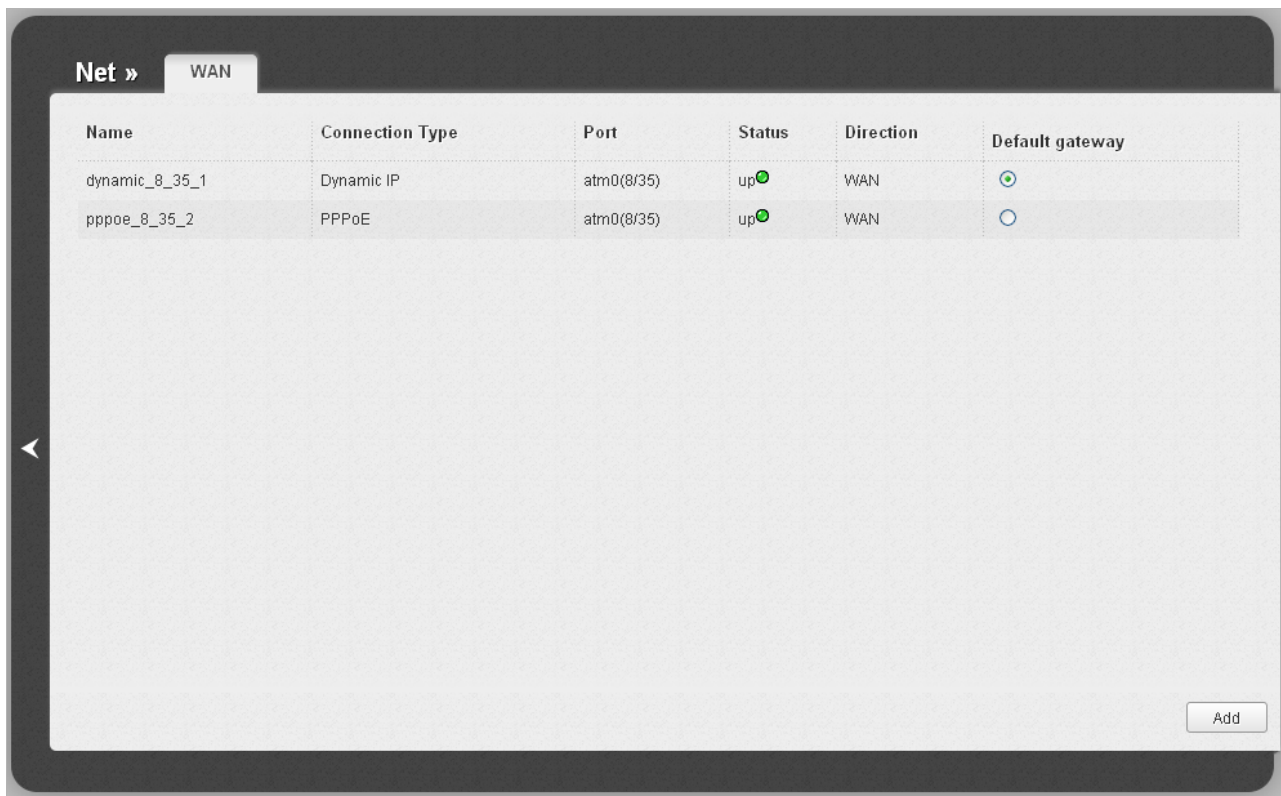 Net » WAN
Name Connection Type Port Status Direction Default gateway
dynamic_8_35_1 Dynamic IP atm0(8/35) up WAN
pppoe_8_35_2 PPPoE atm0(8/35) up WAN
Add